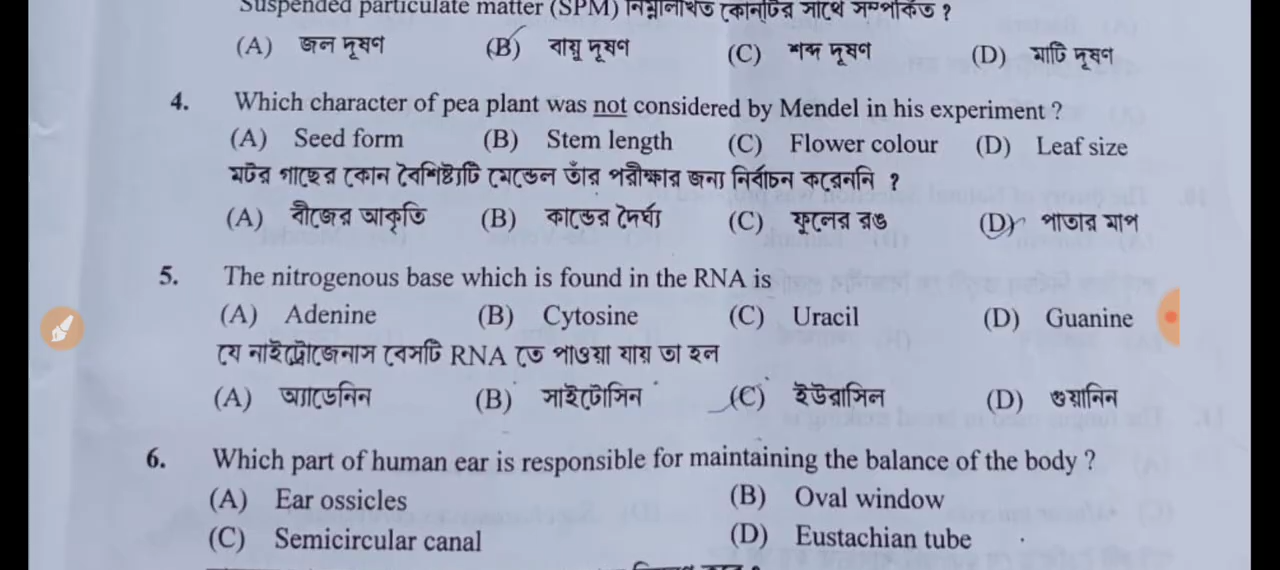 Suspended particulate matter (SPM) নিম্নলিখিত কোনটির সাথে সম্পর্কিত ?
(A) জল দূষণ (B) বায়ু দূষণ (C) শব্দ দূষণ (D) মাটি দূষণ
4. Which character of pea plant was not considered by Mendel in his experiment ?
(A) Seed form (B) Stem length (C) Flower colour (D) Leaf size
মটর গাছের কোন বৈশিষ্ট্যটি মেন্ডেল তাঁর পরীক্ষার জন্য নির্বাচন করেননি ?
(A) বীজের আকৃতি (B) কান্ডের দৈর্ঘ্য (C) ফুলের রঙ (D) পাতার মাপ
5. The nitrogenous base which is found in the RNA is
(A) Adenine (B) Cytosine (C) Uracil (D) Guanine
যে নাইট্রোজেনাস বেসটি RNA তে পাওয়া যায় তা হল
(A) অ্যাডেনিন (B) সাইটোসিন (C) ইউরাসিল (D) গুয়ানিন
6. Which part of human ear is responsible for maintaining the balance of the body ?
(A) Ear ossicles (B) Oval window
(C) Semicircular canal (D) Eustachian tube